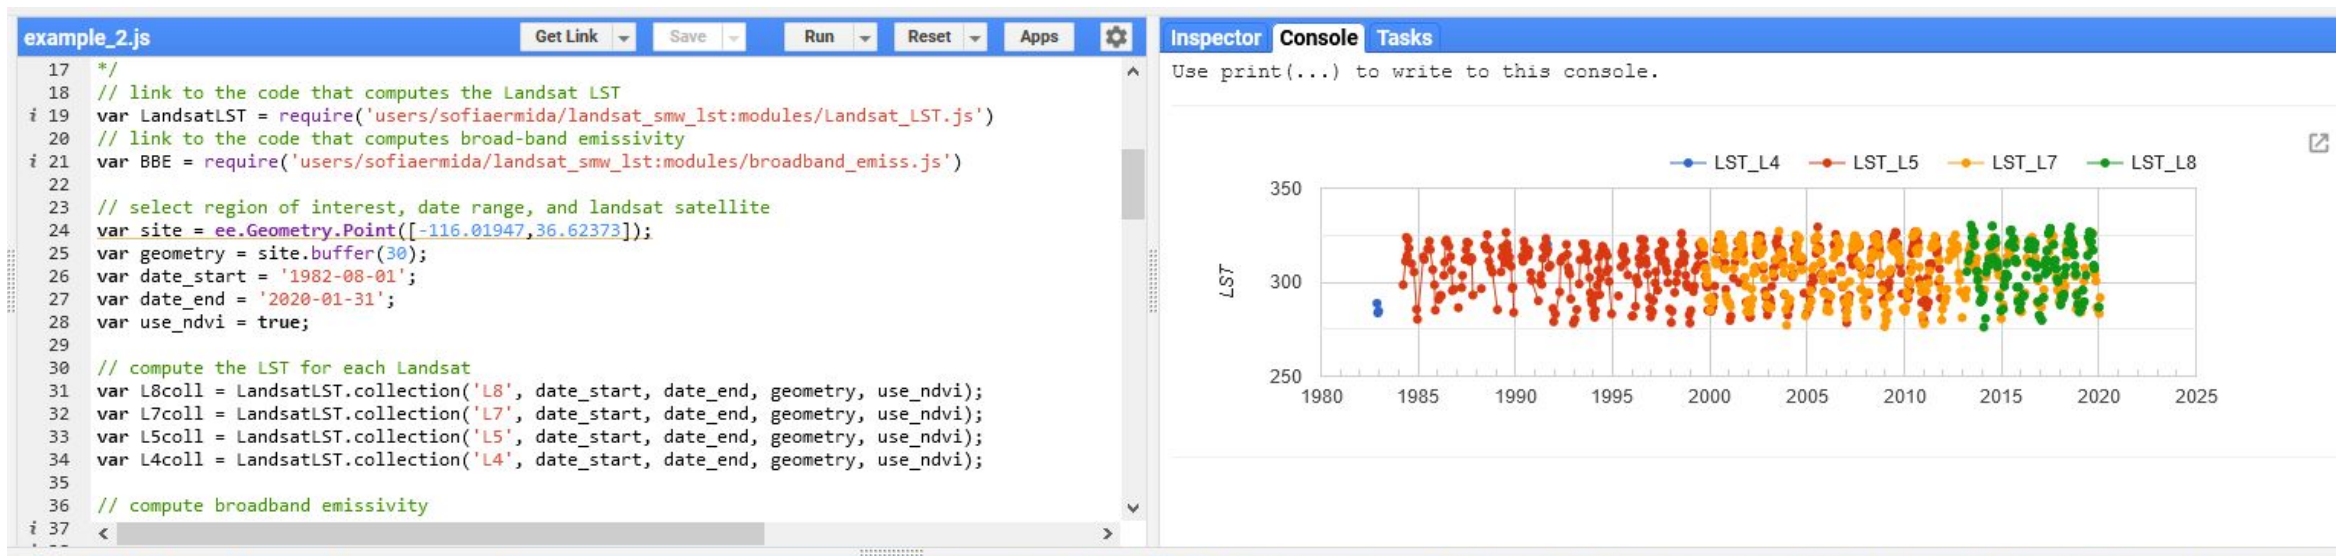 example_2.js
Get Link
Save
Run
Reset
Apps
17 */
18 // link to the code that computes the Landsat LST
i 19 var LandsatLST = require('users/sofiaermida/landsat_smw_lst:modules/Landsat_LST.js')
20 // link to the code that computes broad-band emissivity
i 21 var BBE = require('users/sofiaermida/landsat_smw_lst:modules/broadband_emiss.js')
22
23 // select region of interest, date range, and landsat satellite
24 var site = ee.Geometry.Point([-116.01947,36.62373]);
25 var geometry = site.buffer(30);
26 var date_start = '1982-08-01';
27 var date_end = '2020-01-31';
28 var use_ndvi = true;
29
30 // compute the LST for each Landsat
31 var L8coll = LandsatLST.collection('L8', date_start, date_end, geometry, use_ndvi);
32 var L7coll = LandsatLST.collection('L7', date_start, date_end, geometry, use_ndvi);
33 var L5coll = LandsatLST.collection('L5', date_start, date_end, geometry, use_ndvi);
34 var L4coll = LandsatLST.collection('L4', date_start, date_end, geometry, use_ndvi);
35
36 // compute broadband emissivity
i 37
Inspector Console Tasks
Use print(...) to write to this console.
LST_L4 LST_L5 LST_L7 LST_L8
350
300
250
LST
1980 1985 1990 1995 2000 2005 2010 2015 2020 2025